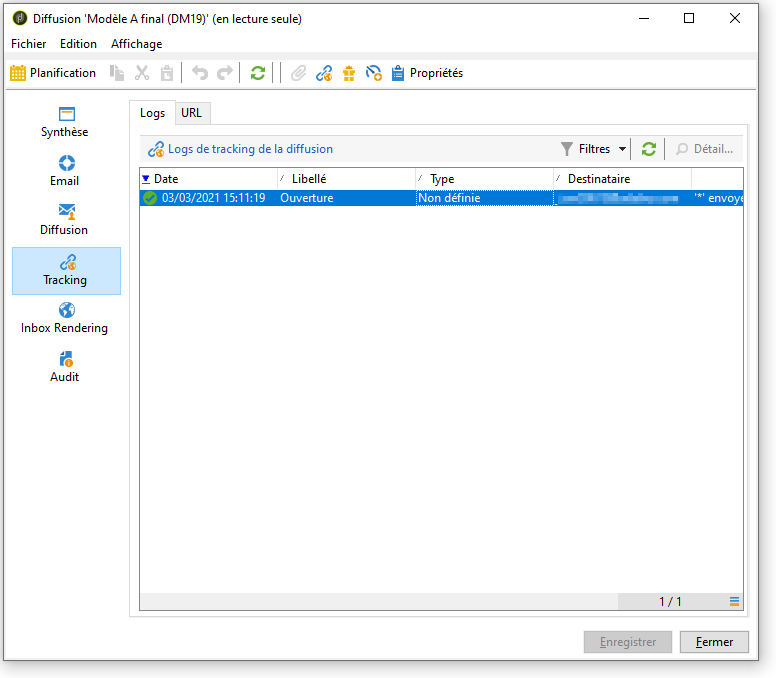 Diffusion 'Modèle A final (DM19)' (en lecture seule)
Fichier Edition Affichage
Planification Propriétés
Synthèse
Email
Diffusion
Tracking
Inbox Rendering
Audit
Logs URL
Logs de tracking de la diffusion Filtres Détail...
Date Libellé Type Destinataire
03/03/2021 15:11:19 Ouverture Non définie '*' envoyé
1 / 1
Enregistrer Fermer